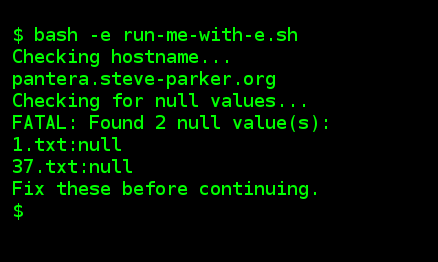 $ bash -e run-me-with-e.sh
Checking hostname...
pantera.steve-parker.org
Checking for null values...
FATAL: Found 2 null value(s):
1.txt:null
37.txt:null
Fix these before continuing.
$